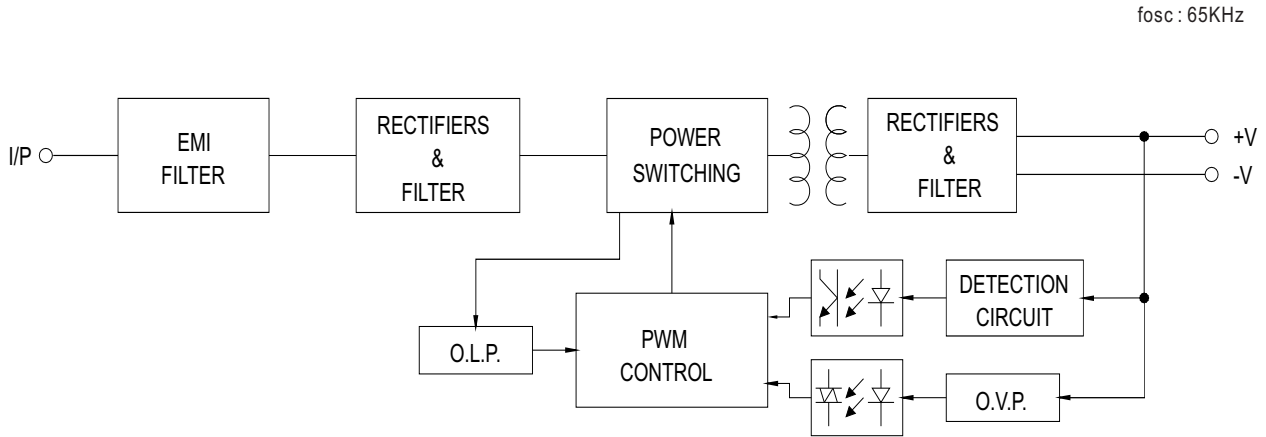 fosc : 65KHz
I/P
EMI
FILTER
RECTIFIERS
&
FILTER
POWER
SWITCHING
RECTIFIERS
&
FILTER
+V
-V
O.L.P.
PWM
CONTROL
DETECTION
CIRCUIT
O.V.P.